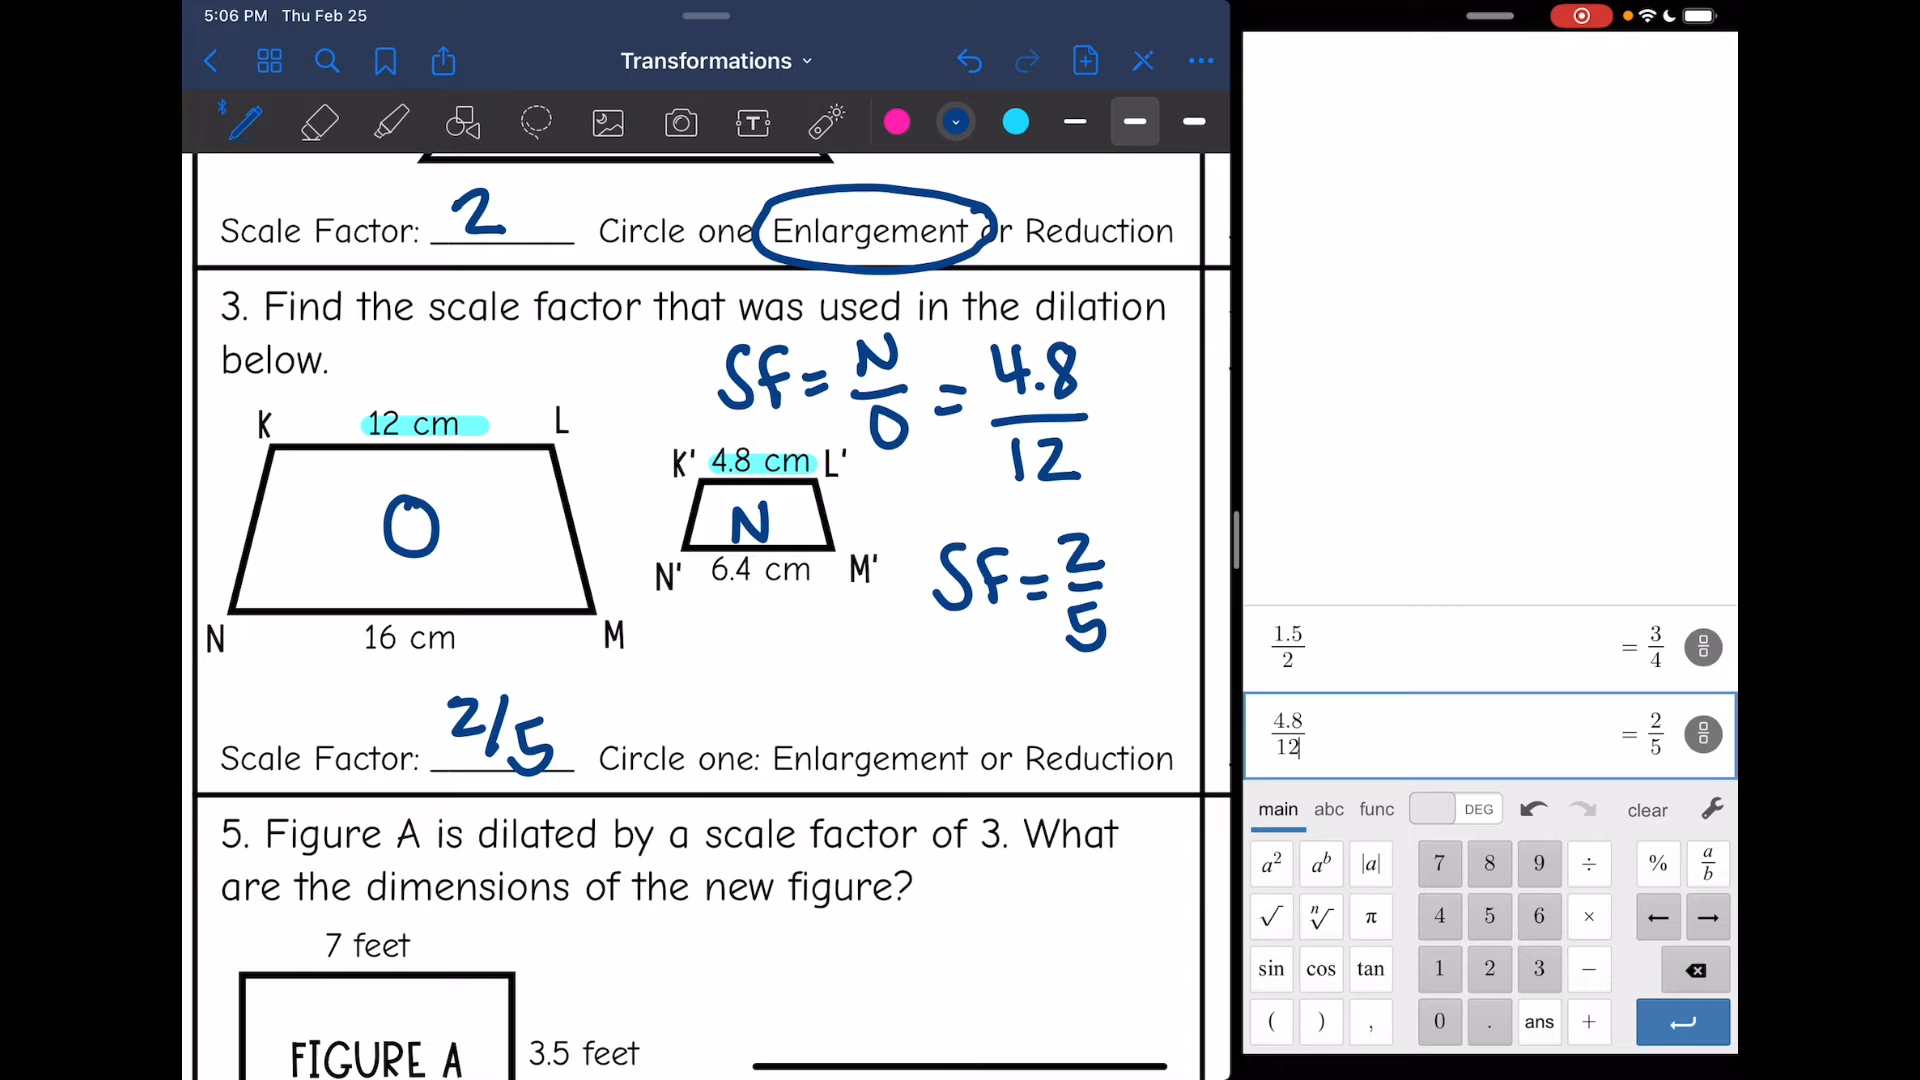 5:06 PM Thu Feb 25
Transformations
T
Scale Factor: 2 Circle one Enlargement or Reduction
3. Find the scale factor that was used in the dilation
below.
SF = N/O = 4.8/12
K 12 cm L
K' 4.8 cm L'
O
N
N' 6.4 cm M'
SF = 2/5
N 16 cm M
Scale Factor: 2/5 Circle one: Enlargement or Reduction
5. Figure A is dilated by a scale factor of 3. What
are the dimensions of the new figure?
7 feet
FIGURE A
3.5 feet
1.5/2 = 3/4
4.8/12 = 2/5
main abc func DEG clear
a² aᵇ |a| 7 8 9 ÷ % a/b
√ ⁿ√ π 4 5 6 × ← →
sin cos tan 1 2 3 −
( ) , 0 . ans +